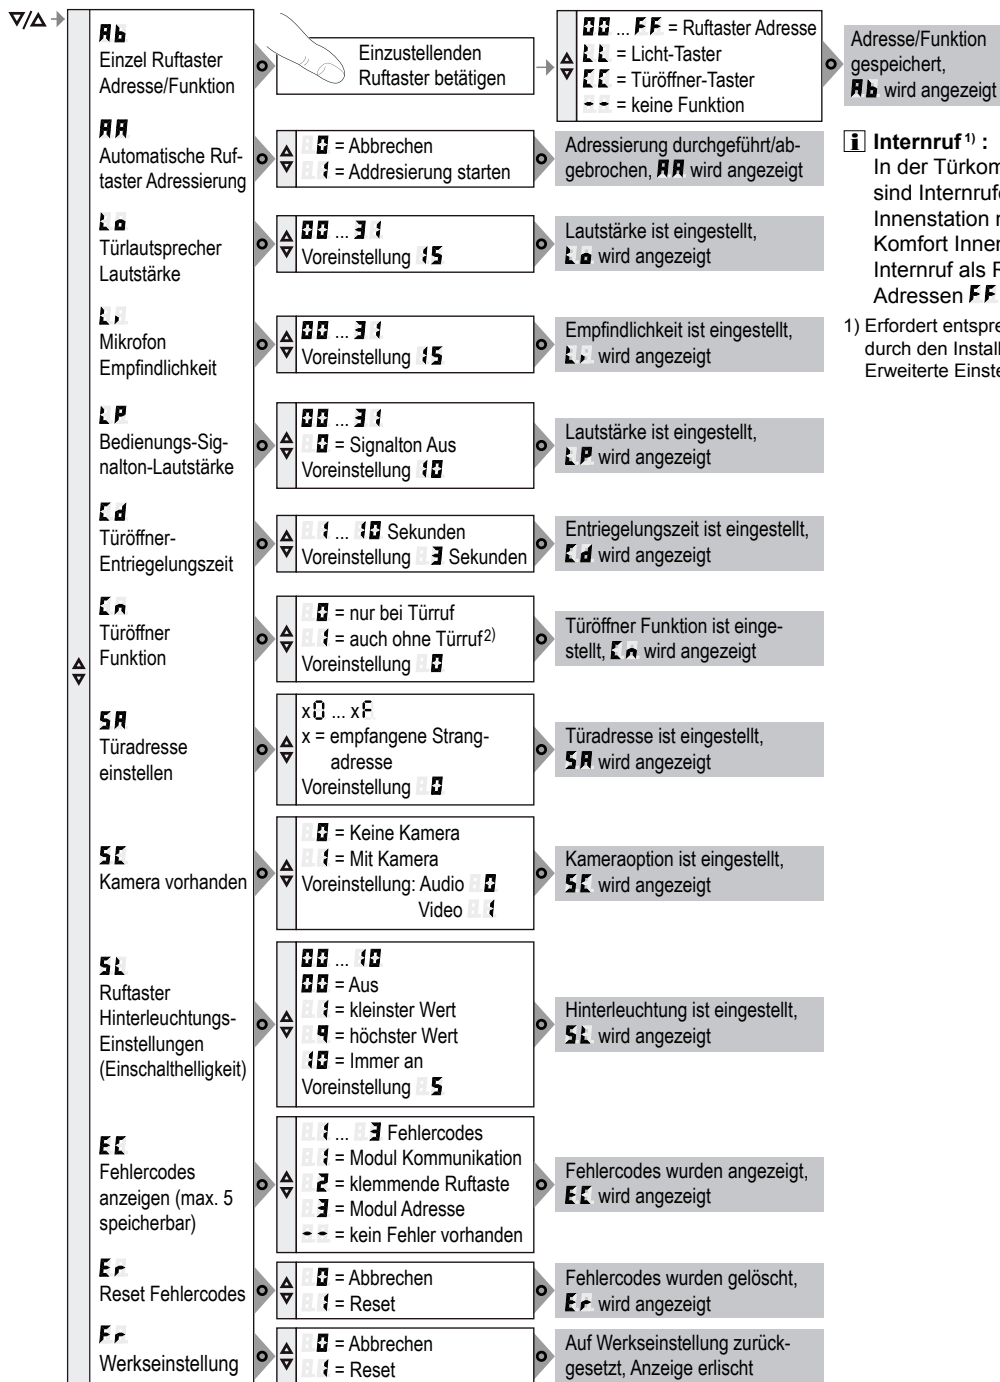 ∇/Δ
Ab
Einzel Ruftaster
Adresse/Funktion
Einzustellenden
Ruftaster betätigen
00 ... FF = Ruftaster Adresse
LL = Licht-Taster
CC = Türöffner-Taster
-- = keine Funktion
Adresse/Funktion
gespeichert,
Ab wird angezeigt
AA
Automatische Ruf-
taster Adressierung
0 = Abbrechen
1 = Addresierung starten
Adressierung durchgeführt/ab-
gebrochen, AA wird angezeigt
i Internruf 1) :
In der Türkom
sind Internrufe
Innenstation
Komfort Inner
Internruf als
Adressen FF
1) Erfordert entspre
durch den Install
Erweiterte Einste
Lo
Türlautsprecher
Lautstärke
00 ... 31
Voreinstellung 15
Lautstärke ist eingestellt,
Lo wird angezeigt
Li
Mikrofon
Empfindlichkeit
00 ... 31
Voreinstellung 15
Empfindlichkeit ist eingestellt,
Li wird angezeigt
LP
Bedienungs-Sig-
nalton-Lautstärke
00 ... 31
0 = Signalton Aus
Voreinstellung 10
Lautstärke ist eingestellt,
LP wird angezeigt
Cd
Türöffner-
Entriegelungszeit
1 ... 10 Sekunden
Voreinstellung 3 Sekunden
Entriegelungszeit ist eingestellt,
Cd wird angezeigt
Cn
Türöffner
Funktion
0 = nur bei Türruf
1 = auch ohne Türruf2)
Voreinstellung 0
Türöffner Funktion ist einge-
stellt, Cn wird angezeigt
SA
Türadresse
einstellen
x0 ... xF
x = empfangene Strang-
adresse
Voreinstellung 0
Türadresse ist eingestellt,
SA wird angezeigt
SC
Kamera vorhanden
0 = Keine Kamera
1 = Mit Kamera
Voreinstellung: Audio 0
Video 1
Kameraoption ist eingestellt,
SC wird angezeigt
SL
Ruftaster
Hinterleuchtungs-
Einstellungen
(Einschalthelligkeit)
00 ... 10
00 = Aus
1 = kleinster Wert
9 = höchster Wert
10 = Immer an
Voreinstellung 5
Hinterleuchtung ist eingestellt,
SL wird angezeigt
EC
Fehlercodes
anzeigen (max. 5
speicherbar)
1 ... 3 Fehlercodes
1 = Modul Kommunikation
2 = klemmende Ruftaste
3 = Modul Adresse
-- = kein Fehler vorhanden
Fehlercodes wurden angezeigt,
EC wird angezeigt
Er
Reset Fehlercodes
0 = Abbrechen
1 = Reset
Fehlercodes wurden gelöscht,
Er wird angezeigt
Fr
Werkseinstellung
0 = Abbrechen
1 = Reset
Auf Werkseinstellung zurück-
gesetzt, Anzeige erlischt